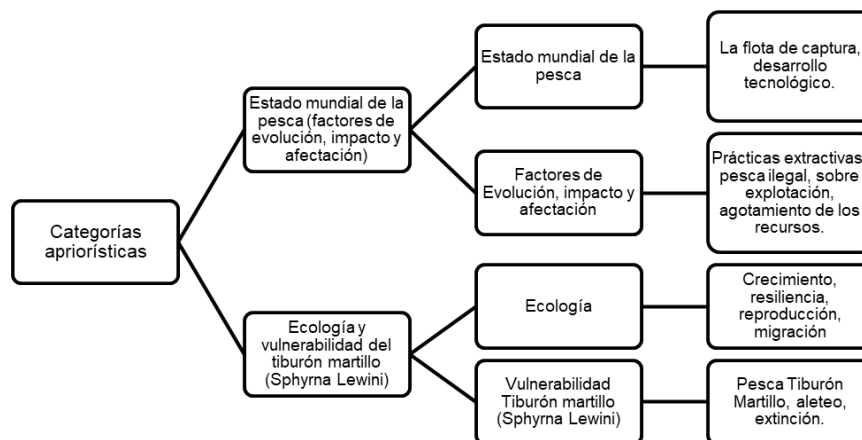 Categorías
apriorísticas
Estado mundial de la
pesca (factores de
evolución, impacto y
afectación)
Estado mundial de la
pesca
La flota de captura,
desarrollo
tecnológico.
Factores de
Evolución, impacto y
afectación
Prácticas extractivas
pesca ilegal, sobre
explotación,
agotamiento de los
recursos.
Ecología y
vulnerabilidad del
tiburón martillo
(Sphyrna Lewini)
Ecología
Crecimiento,
resiliencia,
reproducción,
migración
Vulnerabilidad
Tiburón martillo
(Sphyrna Lewini)
Pesca Tiburón
Martillo, aleteo,
extinción.